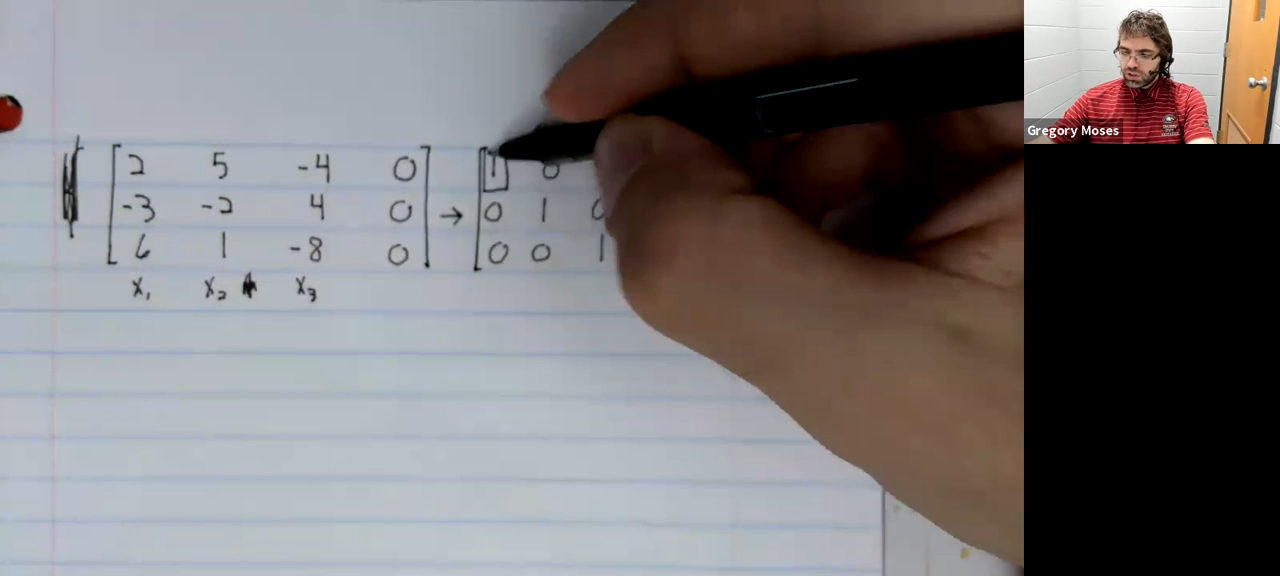 [ 2 5 -4 0 ] → [ 1 0
[ -3 -2 4 0 ] [ 0 1 0
[ 6 1 -8 0 ] [ 0 0 1
x₁ x₂ x₃
Gregory Moses